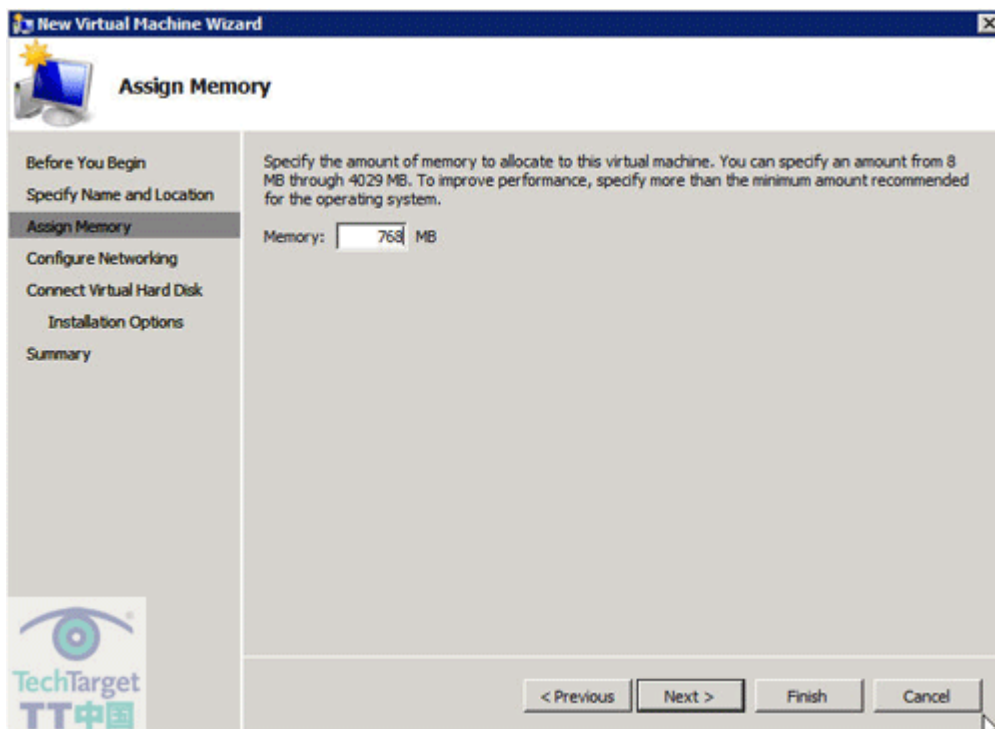 New Virtual Machine Wizard
Assign Memory
Before You Begin
Specify Name and Location
Assign Memory
Configure Networking
Connect Virtual Hard Disk
Installation Options
Summary
Specify the amount of memory to allocate to this virtual machine. You can specify an amount from 8
MB through 4029 MB. To improve performance, specify more than the minimum amount recommended
for the operating system.
Memory: 768 MB
< Previous
Next >
Finish
Cancel
TechTarget
TT中国